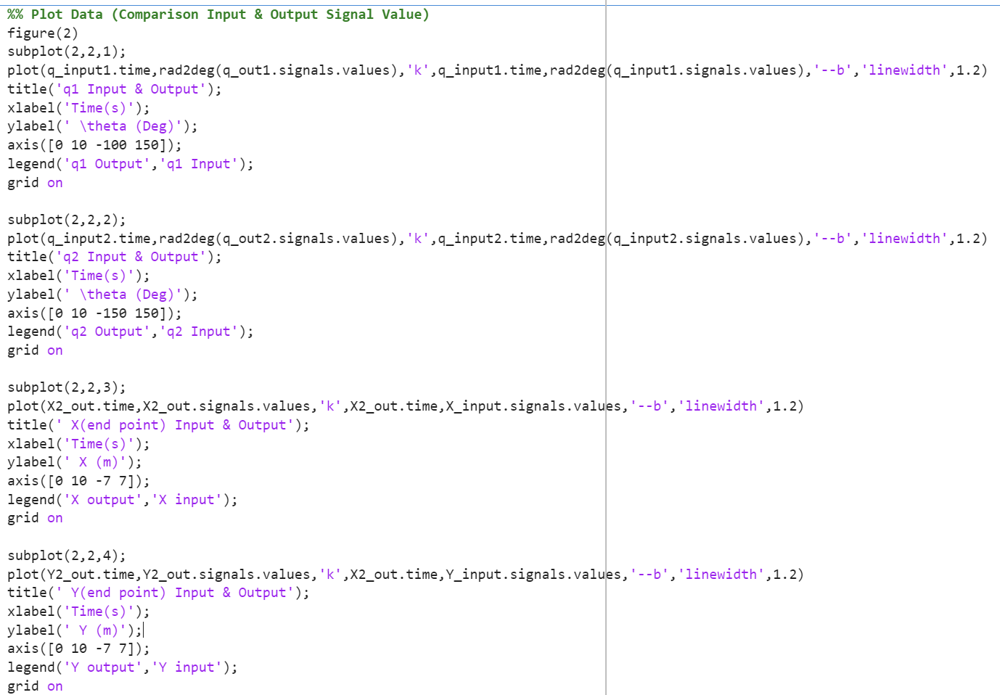 %% Plot Data (Comparison Input & Output Signal Value)
figure(2)
subplot(2,2,1);
plot(q_input1.time,rad2deg(q_out1.signals.values),'k',q_input1.time,rad2deg(q_input1.signals.values),'--b','linewidth',1.2)
title('q1 Input & Output');
xlabel('Time(s)');
ylabel(' \theta (Deg)');
axis([0 10 -100 150]);
legend('q1 Output','q1 Input');
grid on

subplot(2,2,2);
plot(q_input2.time,rad2deg(q_out2.signals.values),'k',q_input2.time,rad2deg(q_input2.signals.values),'--b','linewidth',1.2)
title('q2 Input & Output');
xlabel('Time(s)');
ylabel(' \theta (Deg)');
axis([0 10 -150 150]);
legend('q2 Output','q2 Input');
grid on

subplot(2,2,3);
plot(X2_out.time,X2_out.signals.values,'k',X2_out.time,X_input.signals.values,'--b','linewidth',1.2)
title(' X(end point) Input & Output');
xlabel('Time(s)');
ylabel(' X (m)');
axis([0 10 -7 7]);
legend('X output','X input');
grid on

subplot(2,2,4);
plot(Y2_out.time,Y2_out.signals.values,'k',X2_out.time,Y_input.signals.values,'--b','linewidth',1.2)
title(' Y(end point) Input & Output');
xlabel('Time(s)');
ylabel(' Y (m)');
axis([0 10 -7 7]);
legend('Y output','Y input');
grid on